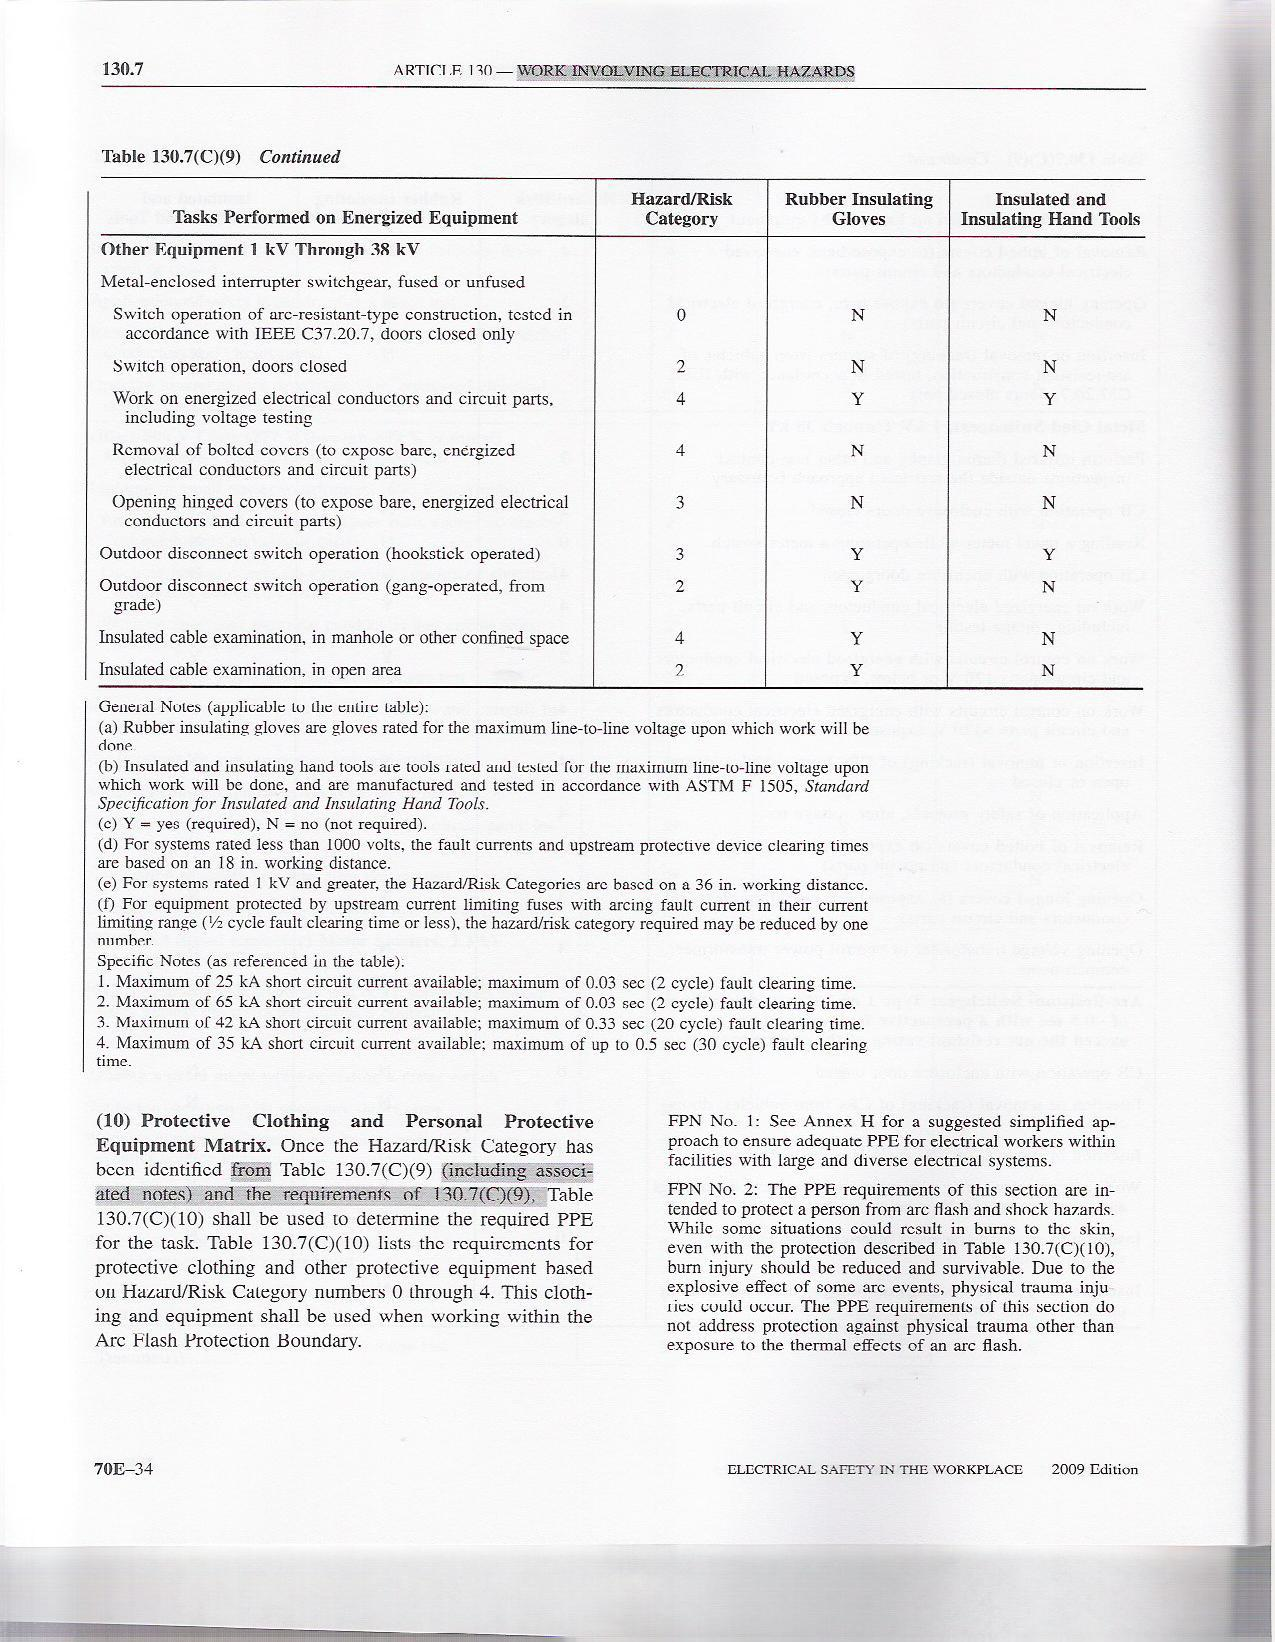 130.7 ARTICLE 130 — WORK INVOLVING ELECTRICAL HAZARDS
Table 130.7(C)(9) Continued
Tasks Performed on Energized Equipment Hazard/Risk Category Rubber Insulating Gloves Insulated and Insulating Hand Tools
Other Equipment 1 kV Through 38 kV
Metal-enclosed interrupter switchgear, fused or unfused
Switch operation of arc-resistant-type construction, tested in 0 N N
accordance with IEEE C37.20.7, doors closed only
Switch operation, doors closed 2 N N
Work on energized electrical conductors and circuit parts, 4 Y Y
including voltage testing
Removal of bolted covers (to expose bare, energized 4 N N
electrical conductors and circuit parts)
Opening hinged covers (to expose bare, energized electrical 3 N N
conductors and circuit parts)
Outdoor disconnect switch operation (hookstick operated) 3 Y Y
Outdoor disconnect switch operation (gang-operated, from 2 Y N
grade)
Insulated cable examination, in manhole or other confined space 4 Y N
Insulated cable examination, in open area 2 Y N
General Notes (applicable to the entire table):
(a) Rubber insulating gloves are gloves rated for the maximum line-to-line voltage upon which work will be
done.
(b) Insulated and insulating hand tools are tools rated and tested for the maximum line-to-line voltage upon
which work will be done, and are manufactured and tested in accordance with ASTM F 1505, Standard
Specification for Insulated and Insulating Hand Tools.
(c) Y = yes (required), N = no (not required).
(d) For systems rated less than 1000 volts, the fault currents and upstream protective device clearing times
are based on an 18 in. working distance.
(e) For systems rated 1 kV and greater, the Hazard/Risk Categories are based on a 36 in. working distance.
(f) For equipment protected by upstream current limiting fuses with arcing fault current in their current
limiting range (½ cycle fault clearing time or less), the hazard/risk category required may be reduced by one
number.
Specific Notes (as referenced in the table):
1. Maximum of 25 kA short circuit current available; maximum of 0.03 sec (2 cycle) fault clearing time.
2. Maximum of 65 kA short circuit current available; maximum of 0.03 sec (2 cycle) fault clearing time.
3. Maximum of 42 kA short circuit current available; maximum of 0.33 sec (20 cycle) fault clearing time.
4. Maximum of 35 kA short circuit current available; maximum of up to 0.5 sec (30 cycle) fault clearing
time.
(10) Protective Clothing and Personal Protective
Equipment Matrix. Once the Hazard/Risk Category has
been identified from Table 130.7(C)(9) (including associ-
ated notes) and the requirements of 130.7(C)(9), Table
130.7(C)(10) shall be used to determine the required PPE
for the task. Table 130.7(C)(10) lists the requirements for
protective clothing and other protective equipment based
on Hazard/Risk Category numbers 0 through 4. This cloth-
ing and equipment shall be used when working within the
Arc Flash Protection Boundary.
FPN No. 1: See Annex H for a suggested simplified ap-
proach to ensure adequate PPE for electrical workers within
facilities with large and diverse electrical systems.
FPN No. 2: The PPE requirements of this section are in-
tended to protect a person from arc flash and shock hazards.
While some situations could result in burns to the skin,
even with the protection described in Table 130.7(C)(10),
burn injury should be reduced and survivable. Due to the
explosive effect of some arc events, physical trauma inju-
ries could occur. The PPE requirements of this section do
not address protection against physical trauma other than
exposure to the thermal effects of an arc flash.
70E–34 ELECTRICAL SAFETY IN THE WORKPLACE 2009 Edition